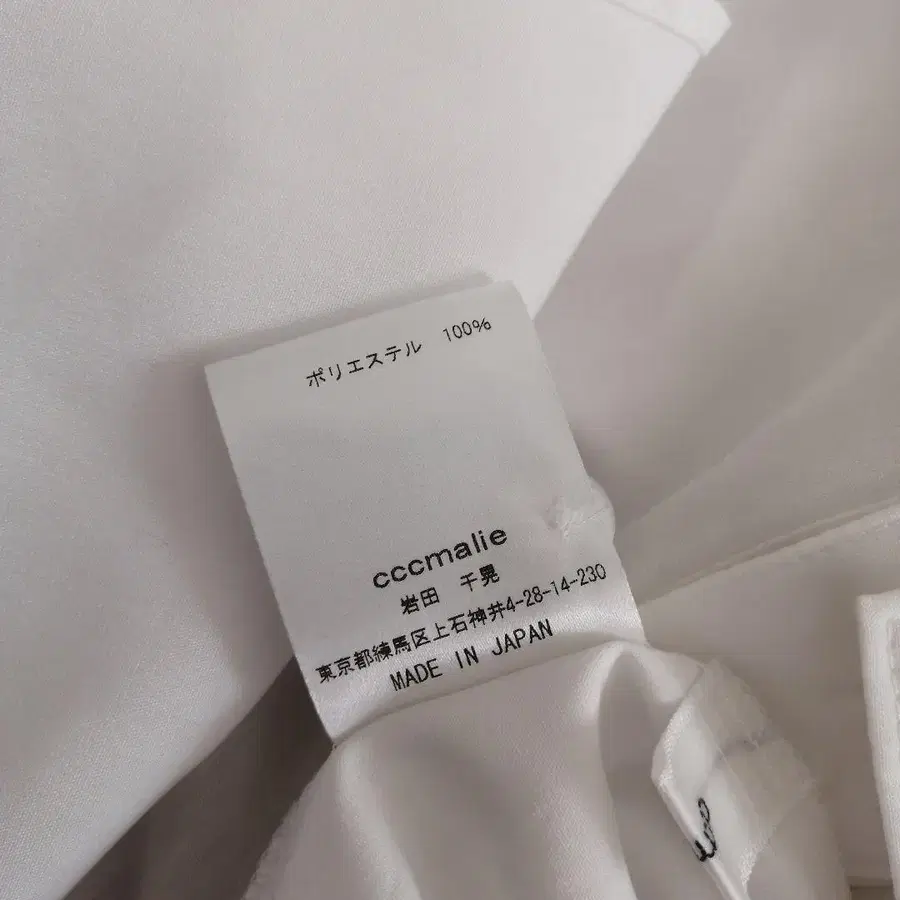 ポリエステル 100%
cccmalie
岩田 千晃
東京都練馬区上石神井4-28-14-230
MADE IN JAPAN